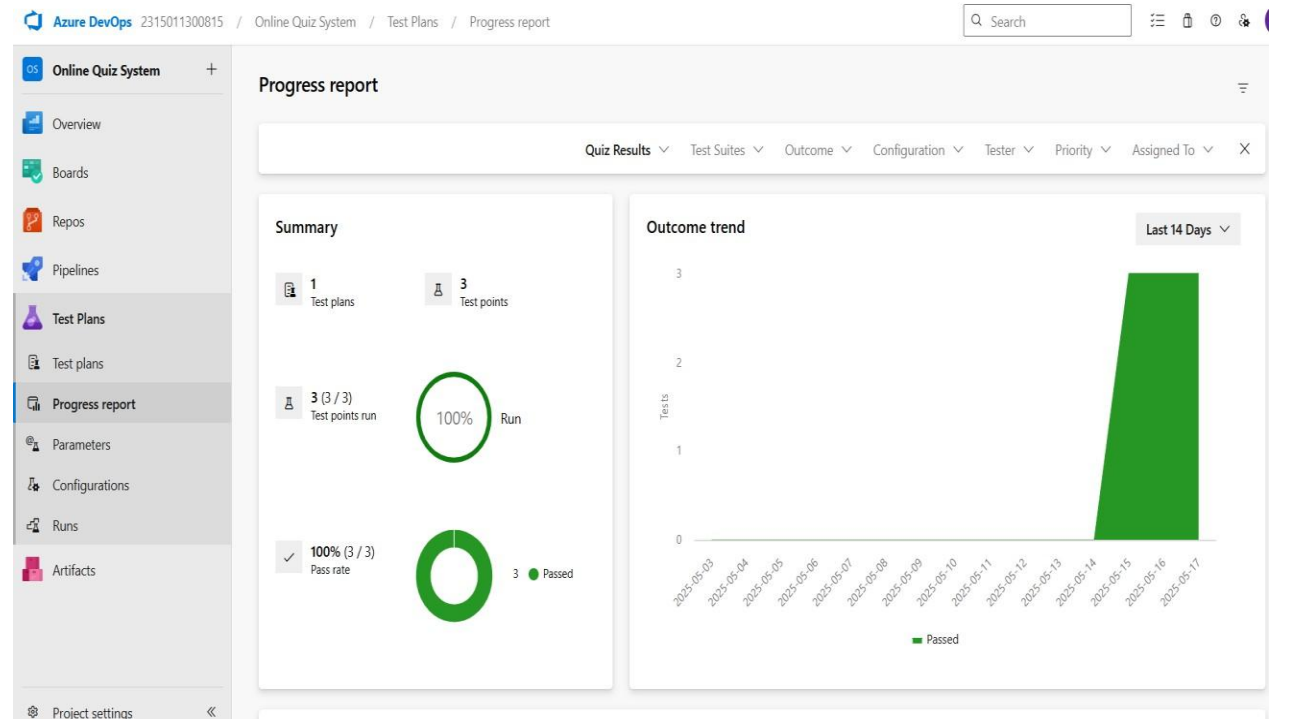 Azure DevOps 2315011300815 / Online Quiz System / Test Plans / Progress report
Search
OS Online Quiz System +
Overview
Boards
Repos
Pipelines
Test Plans
Test plans
Progress report
Parameters
Configurations
Runs
Artifacts
Project settings
Progress report
Quiz Results Test Suites Outcome Configuration Tester Priority Assigned To
Summary
1
Test plans
3
Test points
3 (3 / 3)
Test points run
100%
Run
100% (3 / 3)
Pass rate
3 Passed
Outcome trend
Last 14 Days
3
2
1
0
Tests
2025-05-03
2025-05-04
2025-05-05
2025-05-06
2025-05-07
2025-05-08
2025-05-09
2025-05-10
2025-05-11
2025-05-12
2025-05-13
2025-05-14
2025-05-15
2025-05-16
2025-05-17
Passed